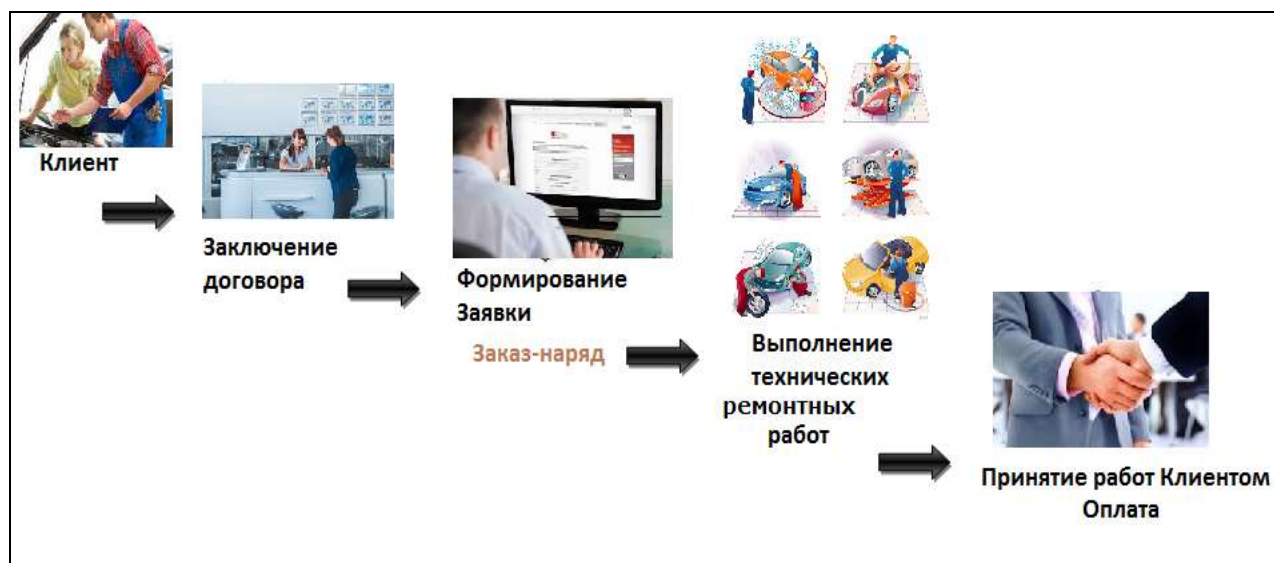 Клиент
Заключение
договора
Формирование
Заявки
Заказ-наряд
Выполнение
технических
ремонтных
работ
Принятие работ Клиентом
Оплата